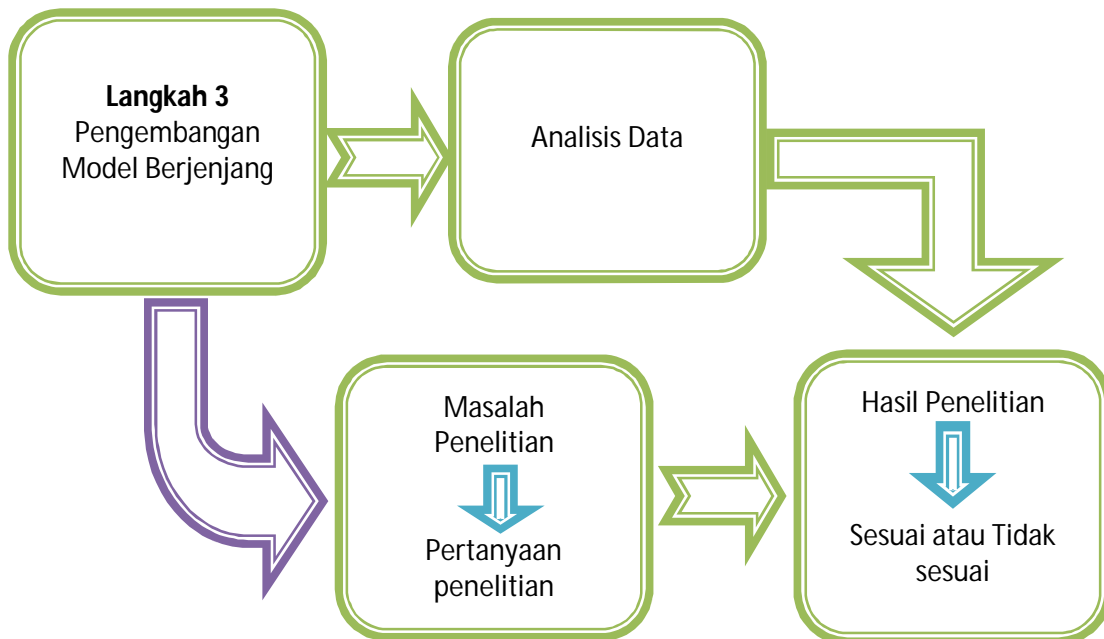 Langkah 3
Pengembangan
Model Berjenjang
Analisis Data
Masalah
Penelitian
Pertanyaan
penelitian
Hasil Penelitian
Sesuai atau Tidak
sesuai